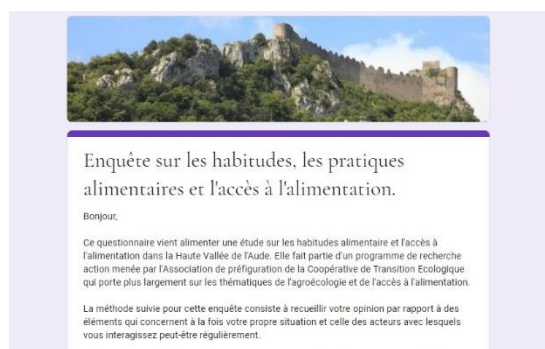 Enquête sur les habitudes, les pratiques
alimentaires et l'accès à l'alimentation.
Bonjour,
Ce questionnaire vient alimenter une étude sur les habitudes alimentaire et l'accès à
l'alimentation dans la Haute Vallée de l'Aude. Elle fait partie d'un programme de recherche
action menée par l'Association de préfiguration de la Coopérative de Transition Ecologique
qui porte plus largement sur les thématiques de l'agroécologie et de l'accès à l'alimentation.
La méthode suivie pour cette enquête consiste à recueillir votre opinion par rapport à des
éléments qui concernent à la fois votre propre situation et celle des acteurs avec lesquels
vous interagissez peut-être régulièrement.